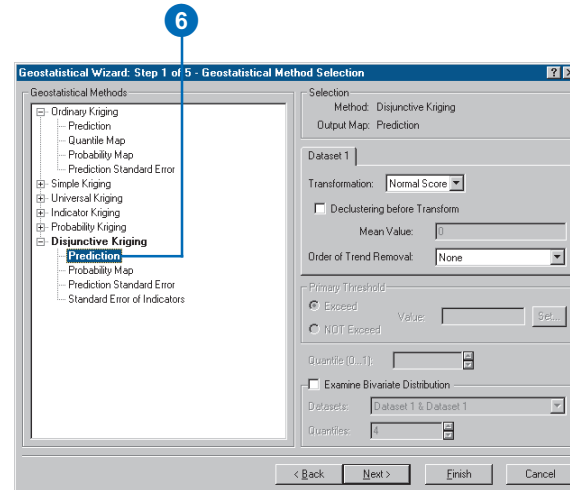 6
Geostatistical Wizard: Step 1 of 5 - Geostatistical Method Selection
Geostatistical Methods
Ordinary Kriging
Prediction
Quantile Map
Probability Map
Prediction Standard Error
Simple Kriging
Universal Kriging
Indicator Kriging
Probability Kriging
Disjunctive Kriging
Prediction
Probability Map
Prediction Standard Error
Standard Error of Indicators
Selection
Method: Disjunctive Kriging
Output Map: Prediction
Dataset 1
Transformation: Normal Score
Declustering before Transform
Mean Value: 0
Order of Trend Removal: None
Primary Threshold
Exceed
Value: Set...
NOT Exceed
Quantile (0...1):
Examine Bivariate Distribution
Datasets: Dataset 1 & Dataset 1
Quantiles: 4
< Back Next > Finish Cancel